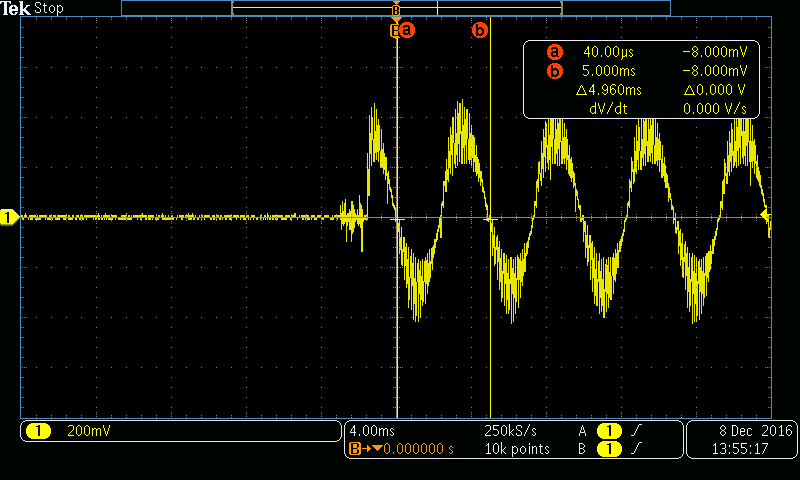 Tek Stop
B
B a b
a 40.00µs −8.000mV
b 5.000ms −8.000mV
△4.960ms △0.000 V
dV/dt 0.000 V/s
1
1 200mV
4.00ms 250kS/s A 1
B→▼0.000000 s 10k points B 1
8 Dec 2016
13:55:17